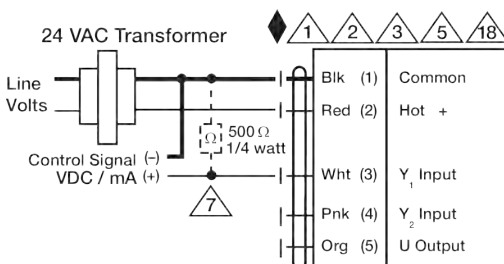 24 VAC Transformer
1 2 3 5 18
Line
Volts
Blk (1) Common
Red (2) Hot +
Ω 500 Ω
1/4 watt
Control Signal (-)
VDC / mA (+)
Wht (3) Y1 Input
7
Pnk (4) Y2 Input
Org (5) U Output